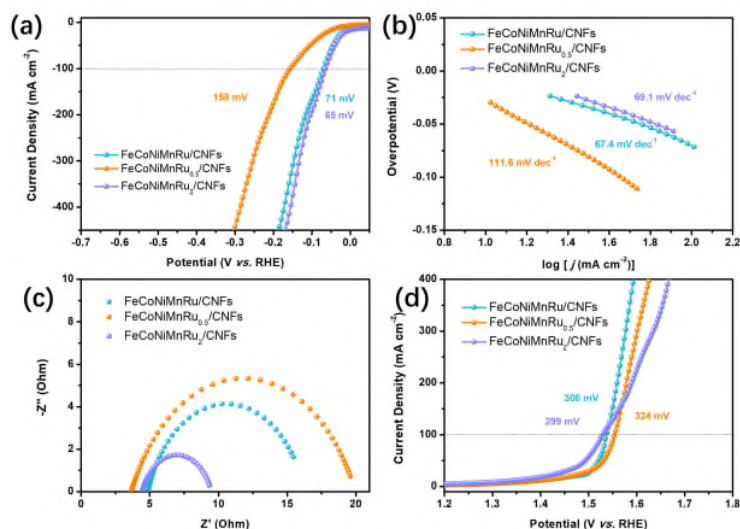 (a)
0
-100
-200
-300
-400
Current Density (mA cm⁻²)
158 mV
71 mV
65 mV
FeCoNiMnRu/CNFs
FeCoNiMnRu₀.₅/CNFs
FeCoNiMnRu₂/CNFs
-0.7 -0.6 -0.5 -0.4 -0.3 -0.2 -0.1 0.0
Potential (V vs. RHE)
(b)
0.05
0.00
-0.05
-0.10
-0.15
Overpotential (V)
FeCoNiMnRu/CNFs
FeCoNiMnRu₀.₅/CNFs
FeCoNiMnRu₂/CNFs
69.1 mV dec⁻¹
67.4 mV dec⁻¹
111.6 mV dec⁻¹
0.8 1.0 1.2 1.4 1.6 1.8 2.0 2.2
log [ j (mA cm⁻²)]
(c)
10
8
6
4
2
0
-Z'' (Ohm)
FeCoNiMnRu/CNFs
FeCoNiMnRu₀.₅/CNFs
FeCoNiMnRu₂/CNFs
0 5 10 15 20
Z' (Ohm)
(d)
400
300
200
100
0
Current Density (mA cm⁻²)
FeCoNiMnRu/CNFs
FeCoNiMnRu₀.₅/CNFs
FeCoNiMnRu₂/CNFs
308 mV
299 mV
324 mV
1.2 1.3 1.4 1.5 1.6 1.7
Potential (V vs. RHE)